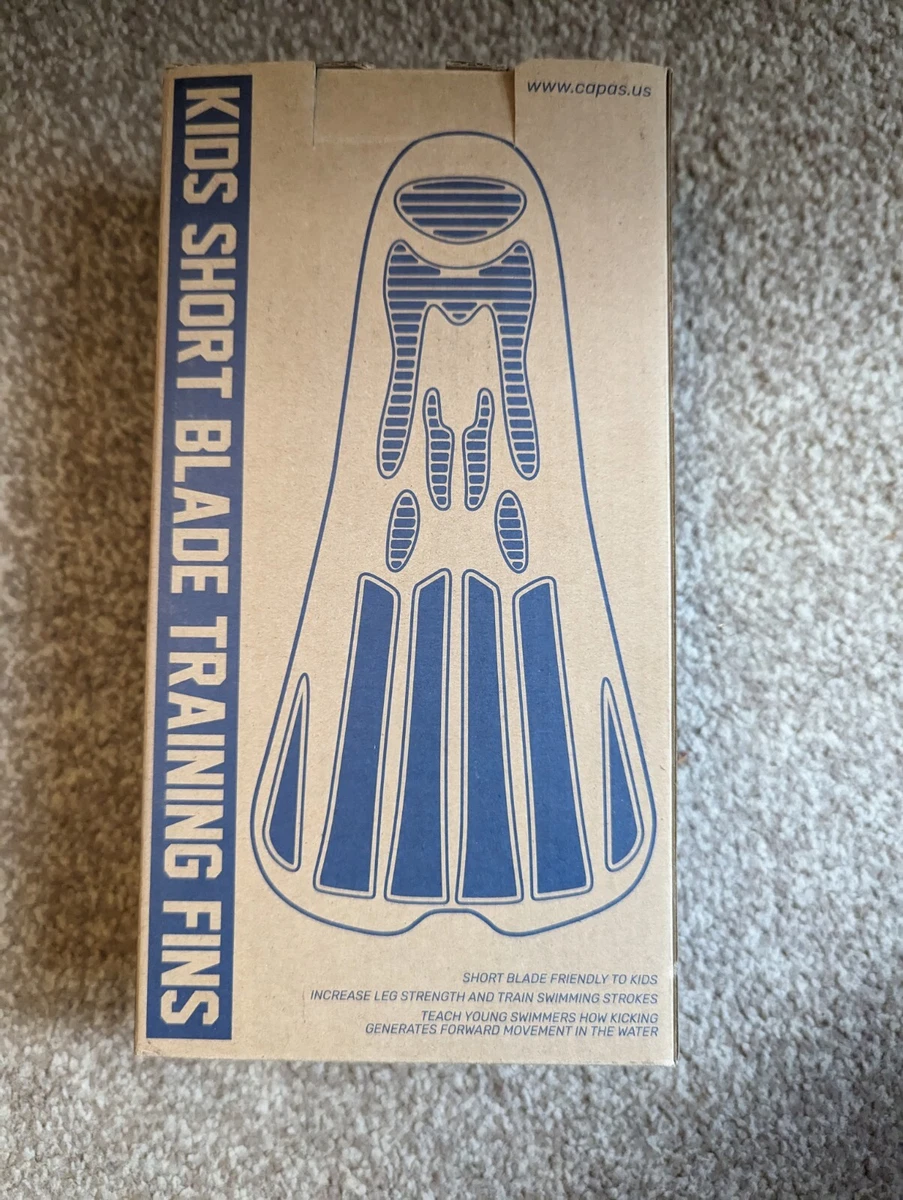 www.capas.us
KIDS SHORT BLADE TRAINING FINS
SHORT BLADE FRIENDLY TO KIDS
INCREASE LEG STRENGTH AND TRAIN SWIMMING STROKES
TEACH YOUNG SWIMMERS HOW KICKING
GENERATES FORWARD MOVEMENT IN THE WATER